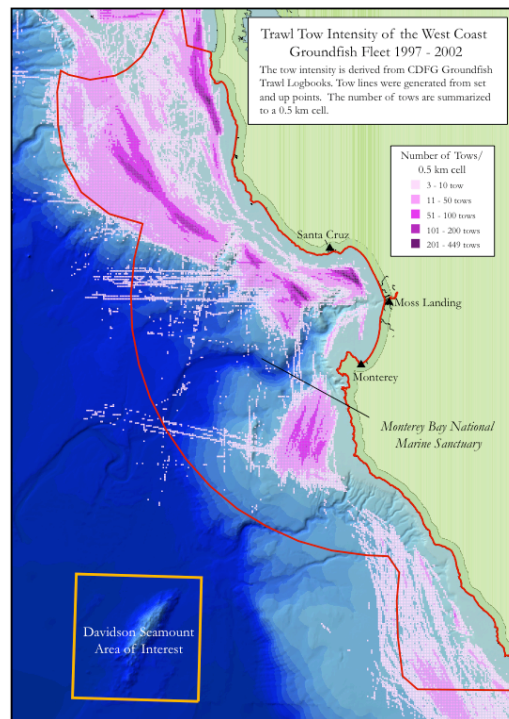 Trawl Tow Intensity of the West Coast
Groundfish Fleet 1997 - 2002
The tow intensity is derived from CDFG Groundfish
Trawl Logbooks. Tow lines were generated from set
and up points. The number of tows are summarized
to a 0.5 km cell.
Number of Tows/
0.5 km cell
3 - 10 tow
11 - 50 tows
51 - 100 tows
101 - 200 tows
201 - 449 tows
Santa Cruz
Moss Landing
Monterey
Monterey Bay National
Marine Sanctuary
Davidson Seamount
Area of Interest